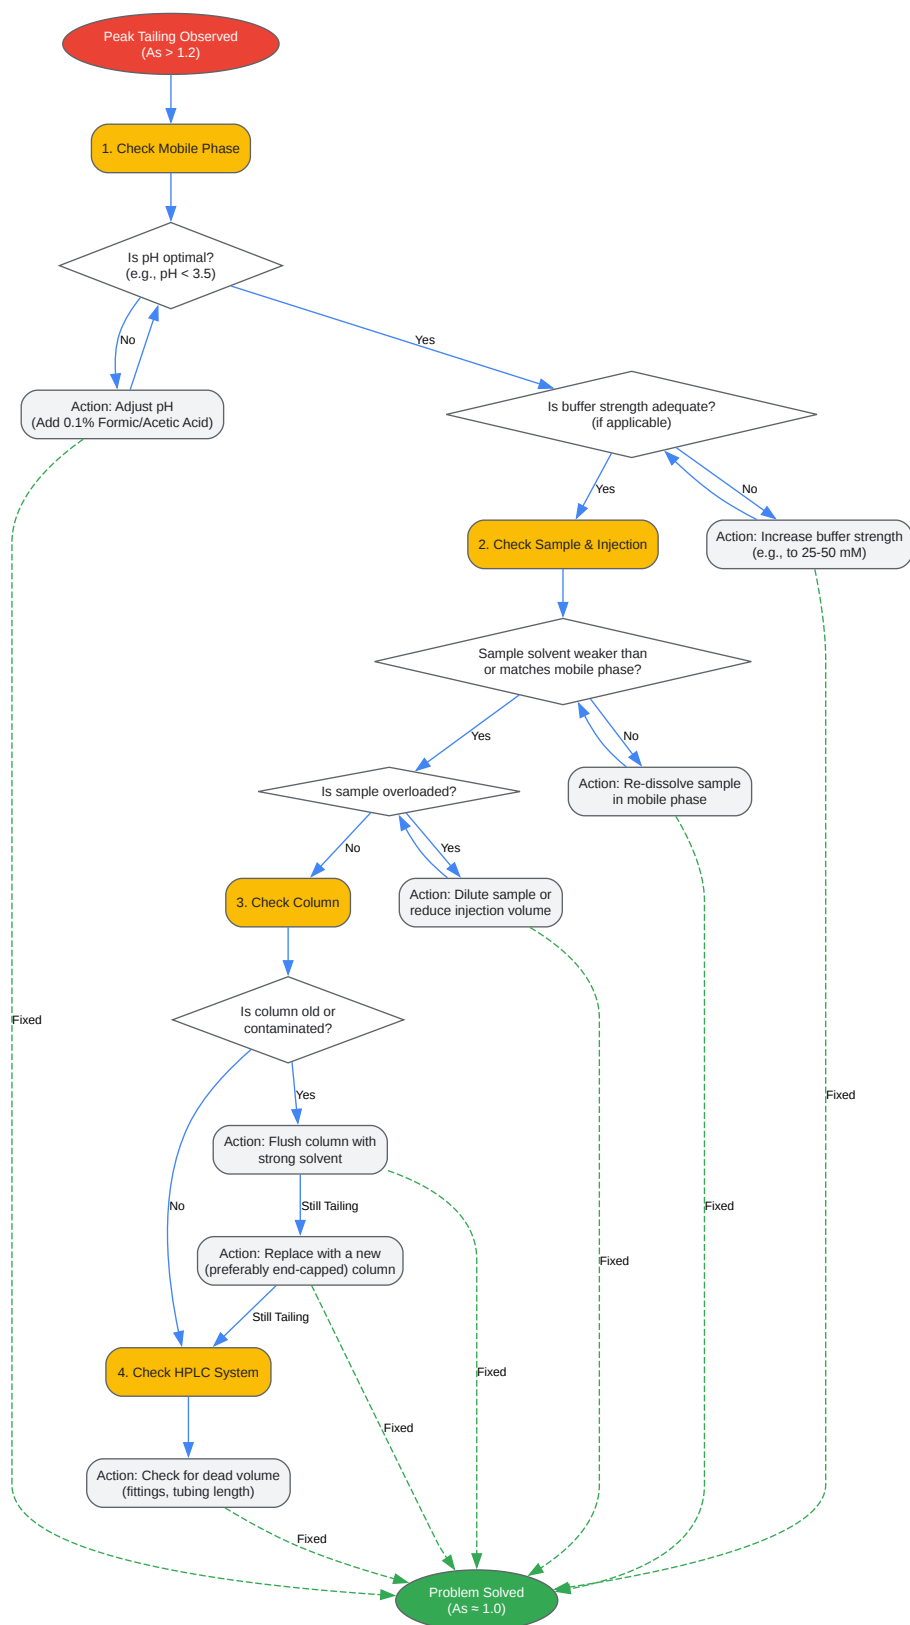 Peak Tailing Observed
(As > 1.2)
1. Check Mobile Phase
Is pH optimal?
(e.g., pH < 3.5)
No
Yes
Action: Adjust pH
(Add 0.1% Formic/Acetic Acid)
Is buffer strength adequate?
(if applicable)
Yes
No
2. Check Sample & Injection
Action: Increase buffer strength
(e.g., to 25-50 mM)
Sample solvent weaker than
or matches mobile phase?
Yes
No
Is sample overloaded?
Action: Re-dissolve sample
in mobile phase
No
Yes
3. Check Column
Action: Dilute sample or
reduce injection volume
Is column old or
contaminated?
Fixed
Yes
Fixed
Action: Flush column with
strong solvent
No
Still Tailing
Fixed
Action: Replace with a new
(preferably end-capped) column
Fixed
Still Tailing
4. Check HPLC System
Fixed
Fixed
Action: Check for dead volume
(fittings, tubing length)
Fixed
Problem Solved
(As ≈ 1.0)